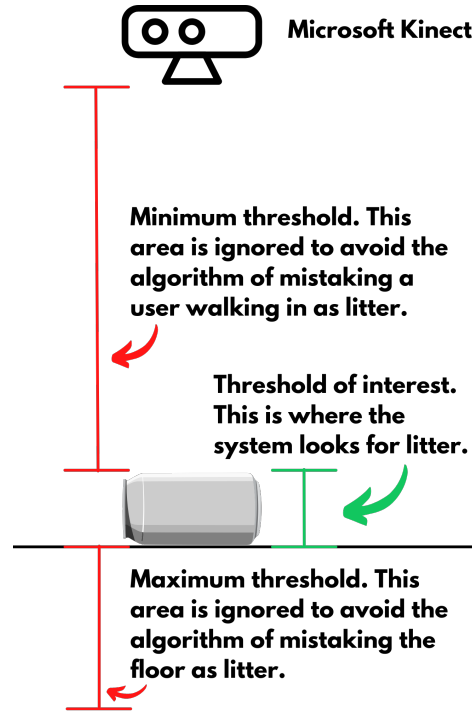 Microsoft Kinect
Minimum threshold. This
area is ignored to avoid the
algorithm of mistaking a
user walking in as litter.
Threshold of interest.
This is where the
system looks for litter.
Maximum threshold. This
area is ignored to avoid the
algorithm of mistaking the
floor as litter.